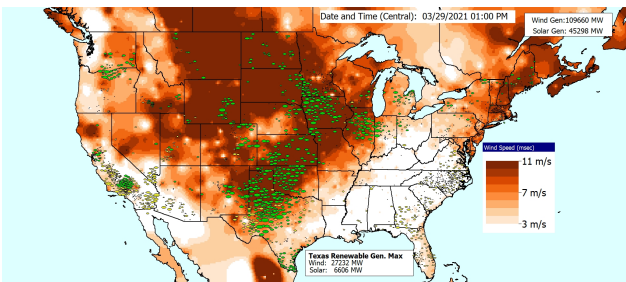 Date and Time (Central): 03/29/2021 01:00 PM
Wind Gen:109660 MW
Solar Gen: 45298 MW
Wind Speed (msec)
11 m/s
7 m/s
3 m/s
Texas Renewable Gen. Max
Wind: 27232 MW
Solar: 6606 MW